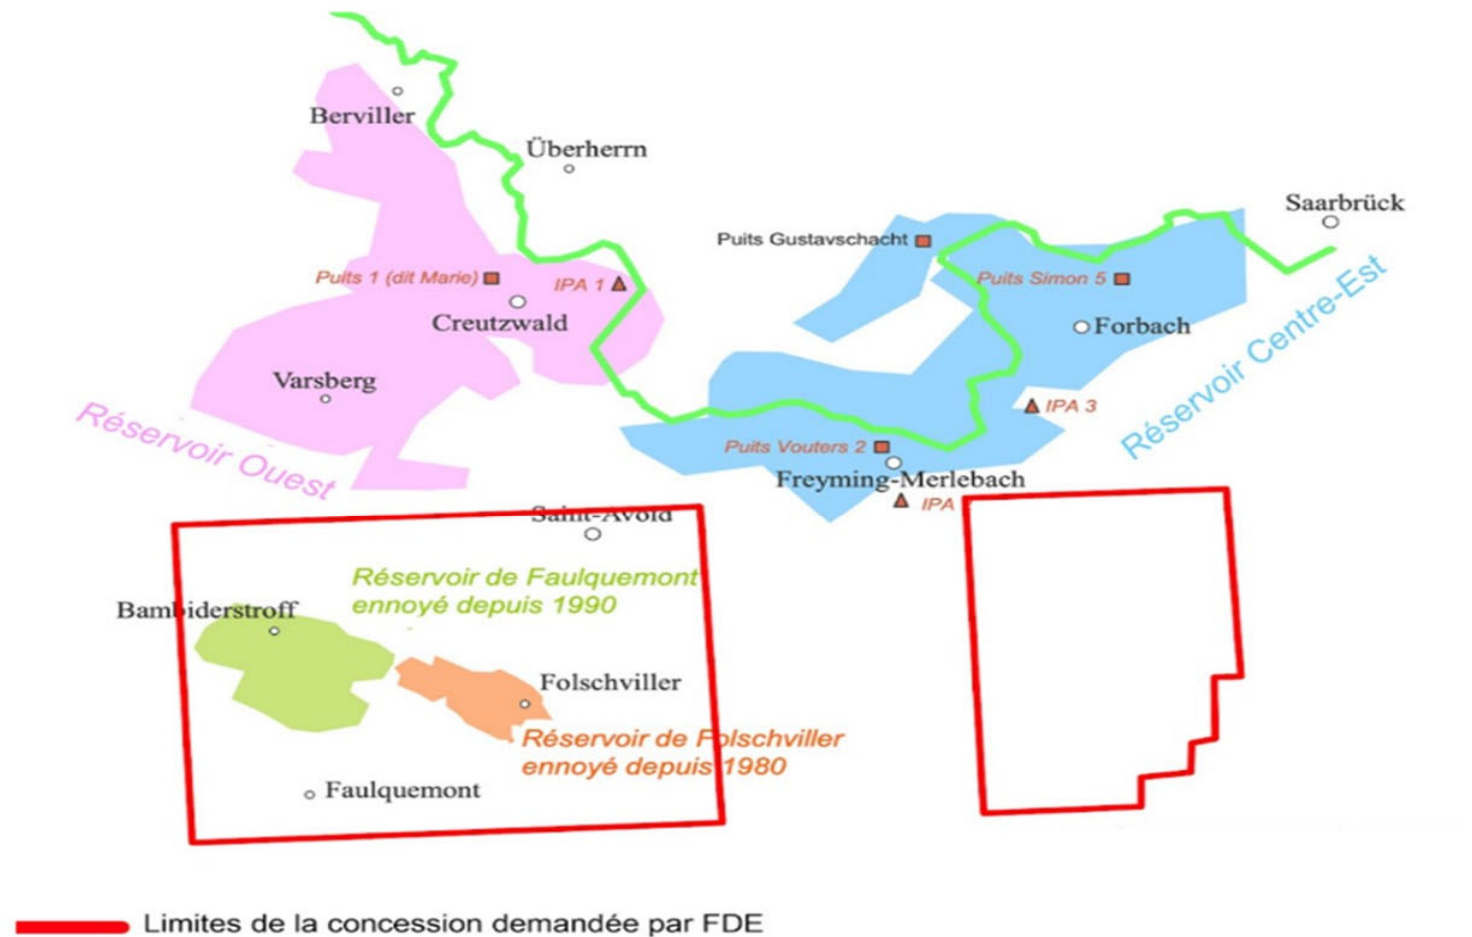 Berviller
Überherrn
Saarbrück
Puits Gustavschacht
Puits 1 (dit Marie)
IPA 1
Puits Simon 5
Creutzwald
Forbach
Réservoir Centre-Est
Varsberg
IPA 3
Réservoir Ouest
Puits Vouters 2
Freyming-Merlebach
IPA
Saint-Avold
Réservoir de Faulquemont
ennoyé depuis 1990
Bambiderstroff
Folschviller
Réservoir de Folschviller
ennoyé depuis 1980
Faulquemont
Limites de la concession demandée par FDE